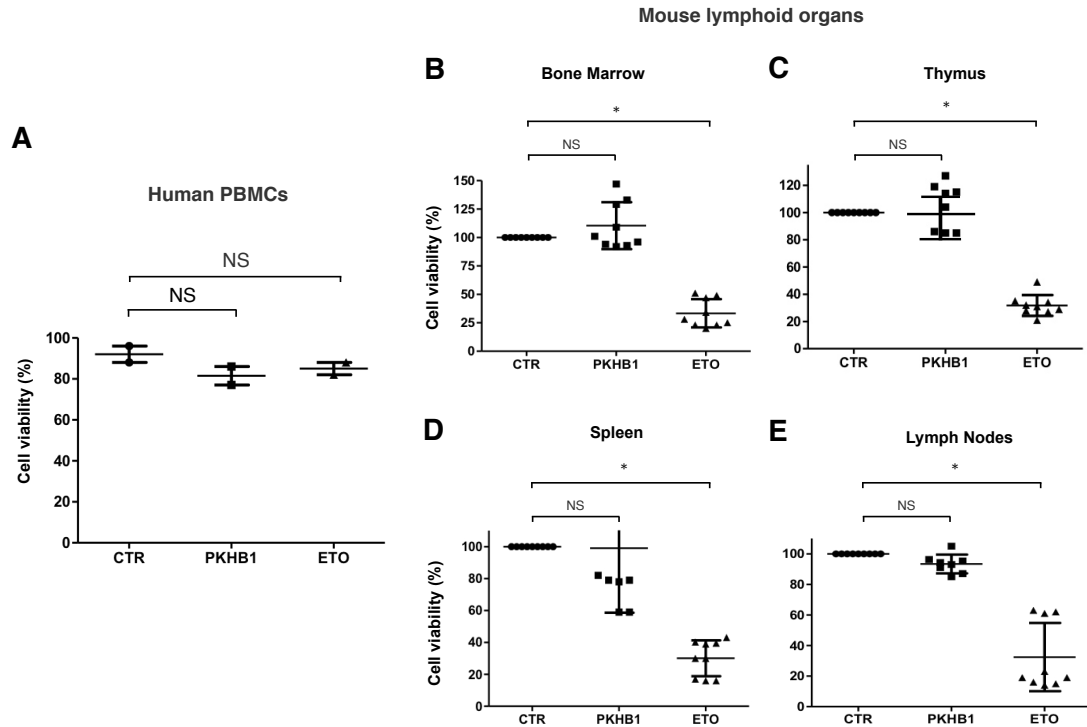 Mouse lymphoid organs
A
Human PBMCs
NS
NS
Cell viability (%)
100
80
60
40
20
0
CTR PKHB1 ETO
B
Bone Marrow
*
NS
Cell viability (%)
150
125
100
75
50
25
0
CTR PKHB1 ETO
C
Thymus
*
NS
120
100
80
60
40
20
0
CTR PKHB1 ETO
D
Spleen
*
NS
Cell viability (%)
100
80
60
40
20
0
CTR PKHB1 ETO
E
Lymph Nodes
*
NS
100
80
60
40
20
0
CTR PKHB1 ETO